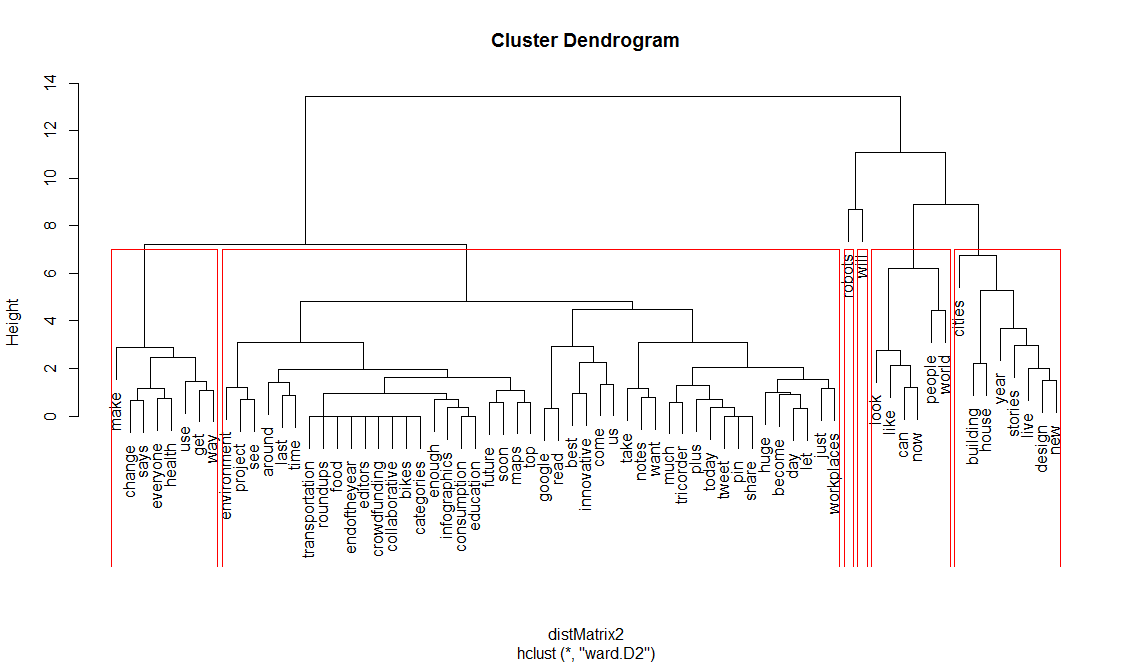 Cluster Dendrogram
Height
14
12
10
8
6
4
2
0
make
change
says
everyone
health
use
get
way
environment
project
see
around
last
time
transportation
roundups
food
endoftheyear
editors
crowdfunding
collaborative
bikes
categories
enough
infographics
consumption
education
future
soon
maps
top
google
read
best
innovative
come
us
take
notes
want
much
tricorder
plus
today
tweet
pin
share
huge
become
day
let
just
workplaces
robots
will
look
like
can
now
people
world
cities
building
house
year
stories
live
design
new
distMatrix2
hclust (*, "ward.D2")